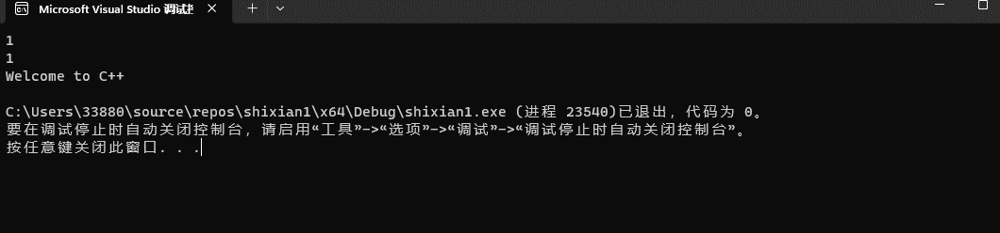 Microsoft Visual Studio 调试控
1
1
Welcome to C++
C:\Users\33880\source\repos\shixian1\x64\Debug\shixian1.exe (进程 23540)已退出，代码为 0。
要在调试停止时自动关闭控制台，请启用“工具”->“选项”->“调试”->“调试停止时自动关闭控制台”。
按任意键关闭此窗口. . .